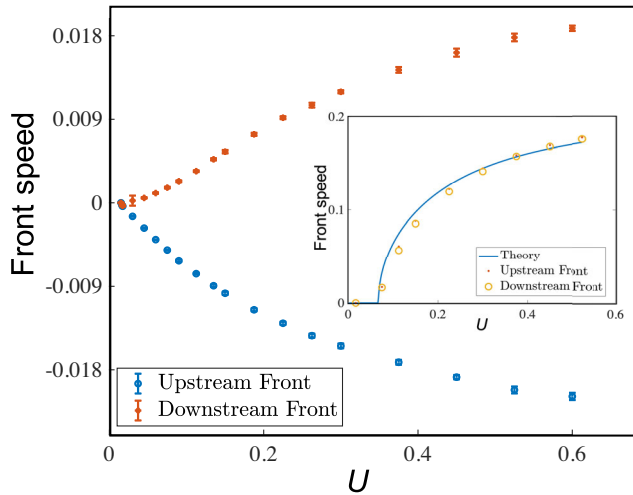 0.018
0.009
0
-0.009
-0.018
Front speed
0
0.2
0.4
0.6
U
Upstream Front
Downstream Front
0.2
0.1
0
Front speed
0
0.2
0.4
0.6
U
Theory
Upstream Front
Downstream Front